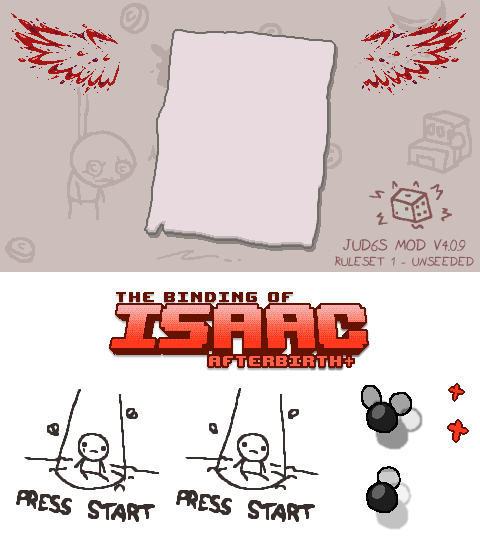 JUD6S MOD V4.0.9
RULESET 1 - UNSEEDED
THE BINDING OF
ISAAC
AFTERBIRTH+
PRESS START
PRESS START